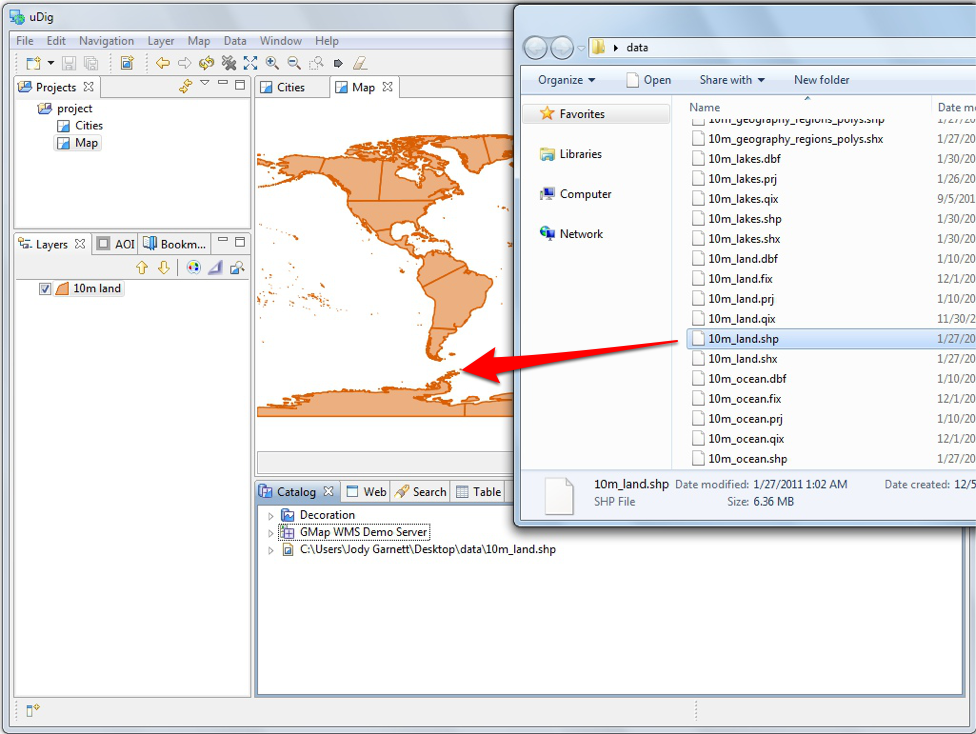 uDig
File Edit Navigation Layer Map Data Window Help
Projects
project
Cities
Map
Layers AOI Bookm...
10m land
Cities Map
Catalog Web Search Table
Decoration
GMap WMS Demo Server
C:\Users\Jody Garnett\Desktop\data\10m_land.shp
data
Organize Open Share with New folder
Favorites
Libraries
Computer
Network
Name Date mo
10m_geography_regions_polys.shp 1/27/20
10m_geography_regions_polys.shx 1/27/20
10m_lakes.dbf 1/30/20
10m_lakes.prj 1/26/20
10m_lakes.qix 9/5/201
10m_lakes.shp 1/30/20
10m_lakes.shx 1/30/20
10m_land.dbf 1/10/20
10m_land.fix 12/1/20
10m_land.prj 1/10/20
10m_land.qix 11/30/2
10m_land.shp 1/27/20
10m_land.shx 1/27/20
10m_ocean.dbf 1/10/20
10m_ocean.fix 12/1/20
10m_ocean.prj 1/10/20
10m_ocean.qix 12/1/20
10m_ocean.shp 1/27/20
10m_land.shp Date modified: 1/27/2011 1:02 AM Date created: 12/5
SHP File Size: 6.36 MB